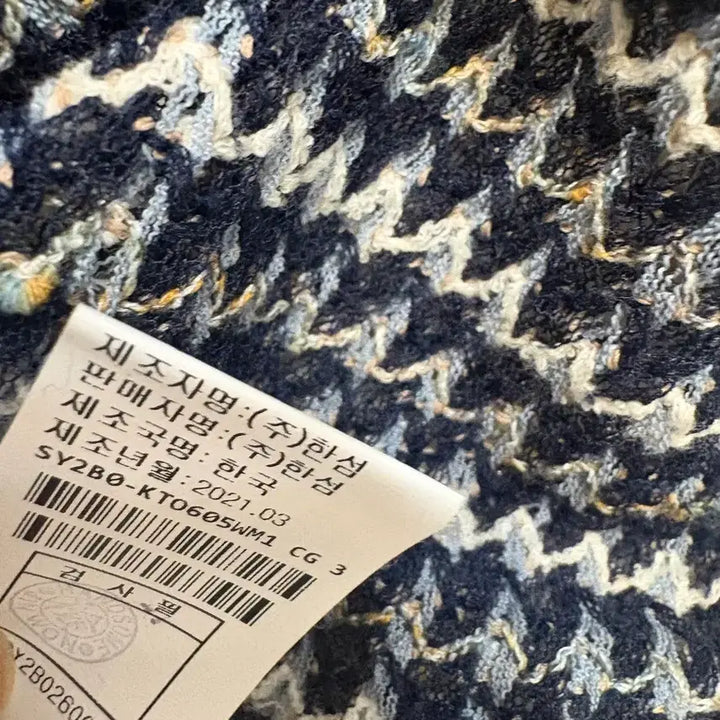 제조자명:(주)한섬
판매자명:(주)한섬
제조국명: 한국
제조년월: 2021.03
SY2B0-KTO605WM1 CG 3
검사필